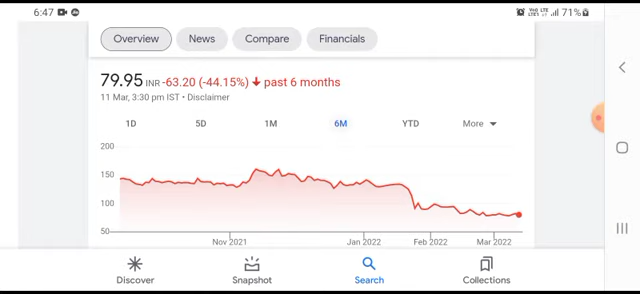 6:47 71%
Overview News Compare Financials
79.95 INR -63.20 (-44.15%) past 6 months
11 Mar, 3:30 pm IST • Disclaimer
1D 5D 1M 6M YTD More
200
150
100
50
Nov 2021 Jan 2022 Feb 2022 Mar 2022
Discover Snapshot Search Collections